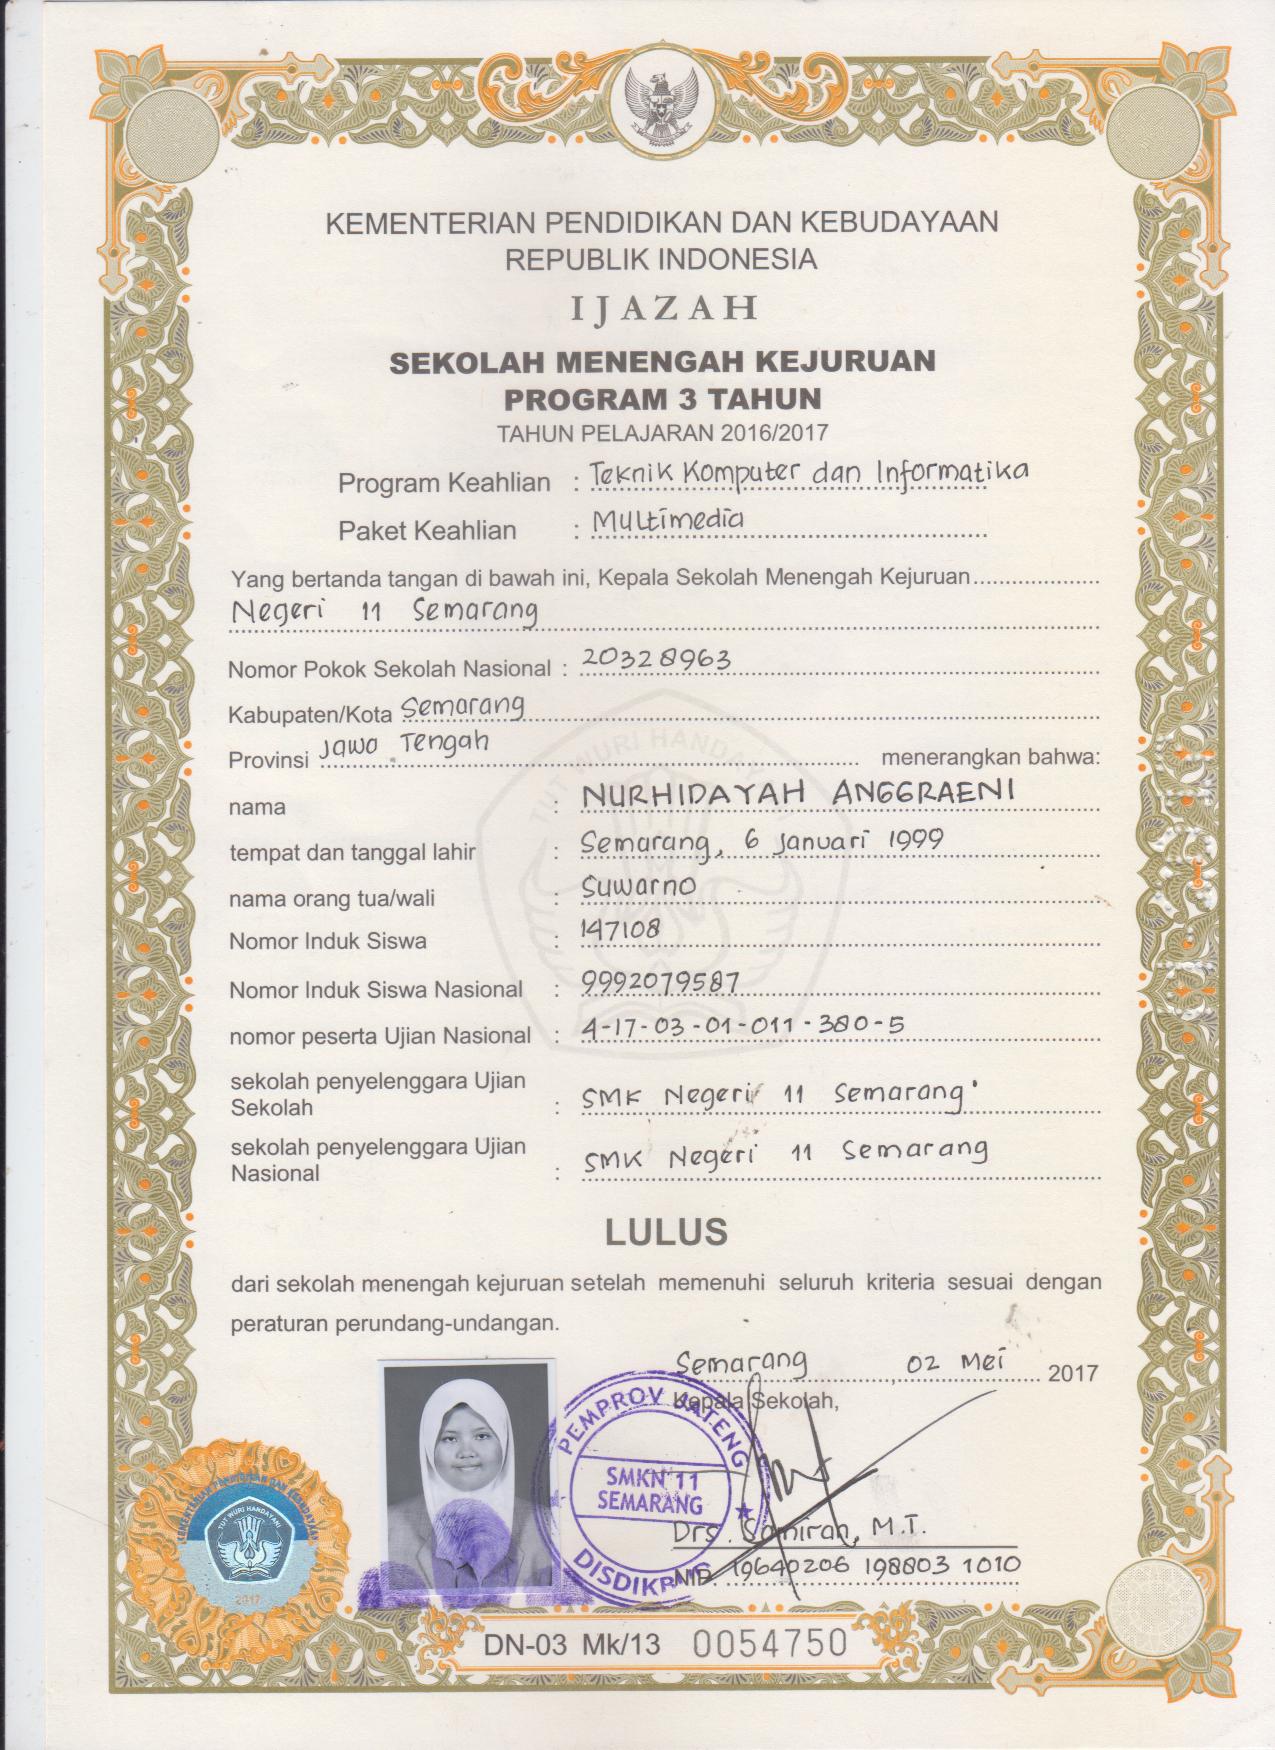 KEMENTERIAN PENDIDIKAN DAN KEBUDAYAAN
REPUBLIK INDONESIA
IJAZAH
SEKOLAH MENENGAH KEJURUAN
PROGRAM 3 TAHUN
TAHUN PELAJARAN 2016/2017
Program Keahlian : Teknik Komputer dan Informatika
Paket Keahlian : Multimedia
Yang bertanda tangan di bawah ini, Kepala Sekolah Menengah Kejuruan
Negeri 11 Semarang
Nomor Pokok Sekolah Nasional : 20328963
Kabupaten/Kota Semarang
Provinsi Jawa Tengah menerangkan bahwa:
TUT WURI HANDAYANI
nama : NURHIDAYAH ANGGRAENI
tempat dan tanggal lahir : Semarang, 6 Januari 1999
nama orang tua/wali : Suwarno
Nomor Induk Siswa : 147108
Nomor Induk Siswa Nasional : 9992079587
nomor peserta Ujian Nasional : 4-17-03-01-011-380-5
sekolah penyelenggara Ujian
Sekolah : SMK Negeri 11 Semarang
sekolah penyelenggara Ujian
Nasional : SMK Negeri 11 Semarang
LULUS
dari sekolah menengah kejuruan setelah memenuhi seluruh kriteria sesuai dengan
peraturan perundang-undangan.
Semarang, 02 Mei 2017
Kepala Sekolah,
PEMPROV JATENG
SMKN 11
SEMARANG
Drs. Samiran, M.T.
NIP. 19640206 198803 1010
KEMENTERIAN PENDIDIKAN DAN KEBUDAYAAN
TUT WURI HANDAYANI
2017
DN-03 Mk/13 0054750